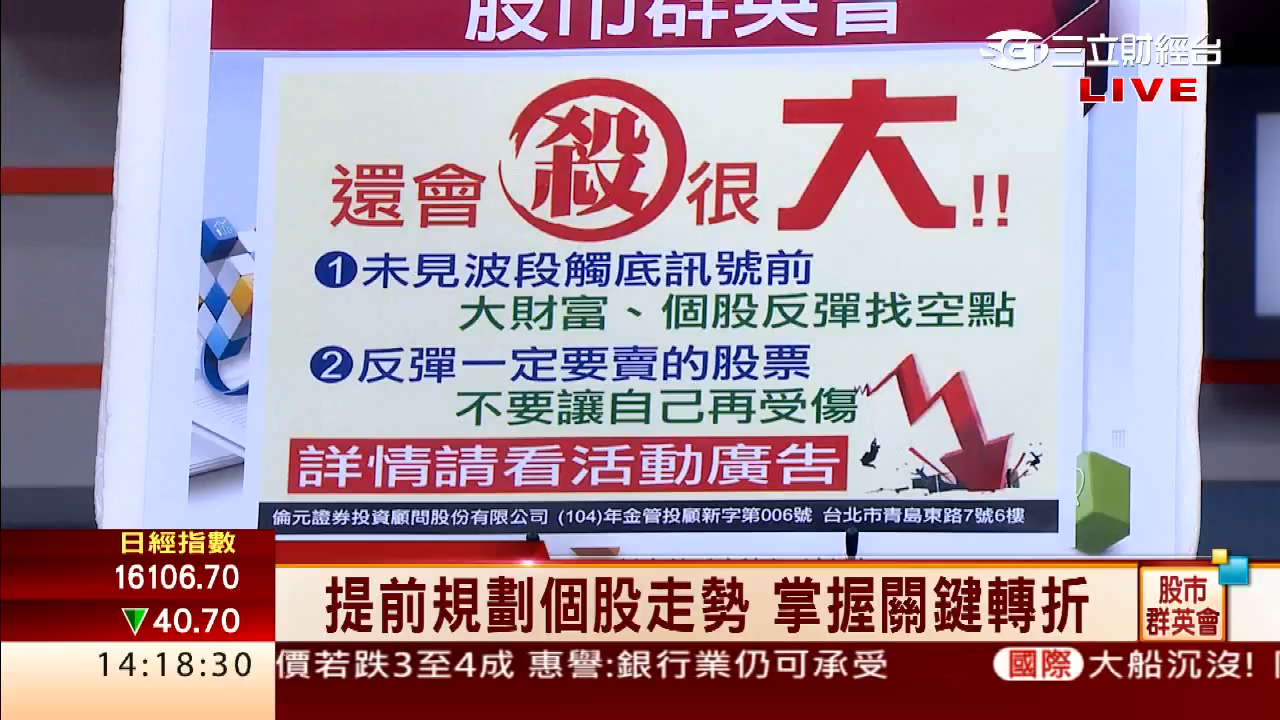 股市群英會
SET 三立財經台
LIVE
還會殺很大!!
❶未見波段觸底訊號前
大財富、個股反彈找空點
❷反彈一定要賣的股票
不要讓自己再受傷
詳情請看活動廣告
倫元證券投資顧問股份有限公司 (104)年金管投顧新字第006號 台北市青島東路7號6樓
日經指數
16106.70
▼40.70
提前規劃個股走勢 掌握關鍵轉折
股市
群英會
14:18:30
價若跌3至4成 惠譽:銀行業仍可承受
國際 大船沉沒!